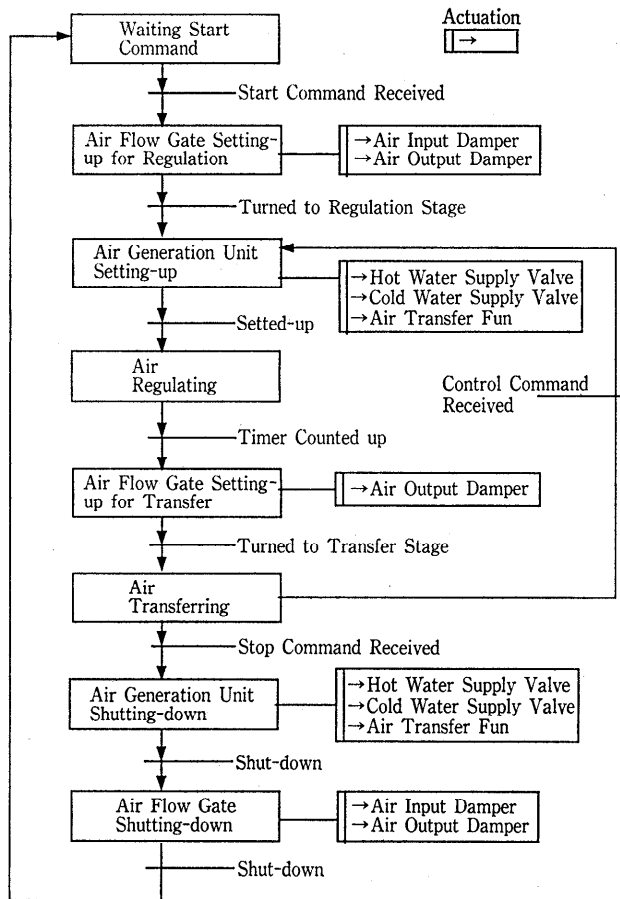 Actuation
→
Waiting Start
Command
Start Command Received
Air Flow Gate Setting-
up for Regulation
→Air Input Damper
→Air Output Damper
Turned to Regulation Stage
Air Generation Unit
Setting-up
→Hot Water Supply Valve
→Cold Water Supply Valve
→Air Transfer Fun
Setted-up
Air
Regulating
Control Command
Received
Timer Counted up
Air Flow Gate Setting-
up for Transfer
→Air Output Damper
Turned to Transfer Stage
Air
Transferring
Stop Command Received
Air Generation Unit
Shutting-down
→Hot Water Supply Valve
→Cold Water Supply Valve
→Air Transfer Fun
Shut-down
Air Flow Gate
Shutting-down
→Air Input Damper
→Air Output Damper
Shut-down